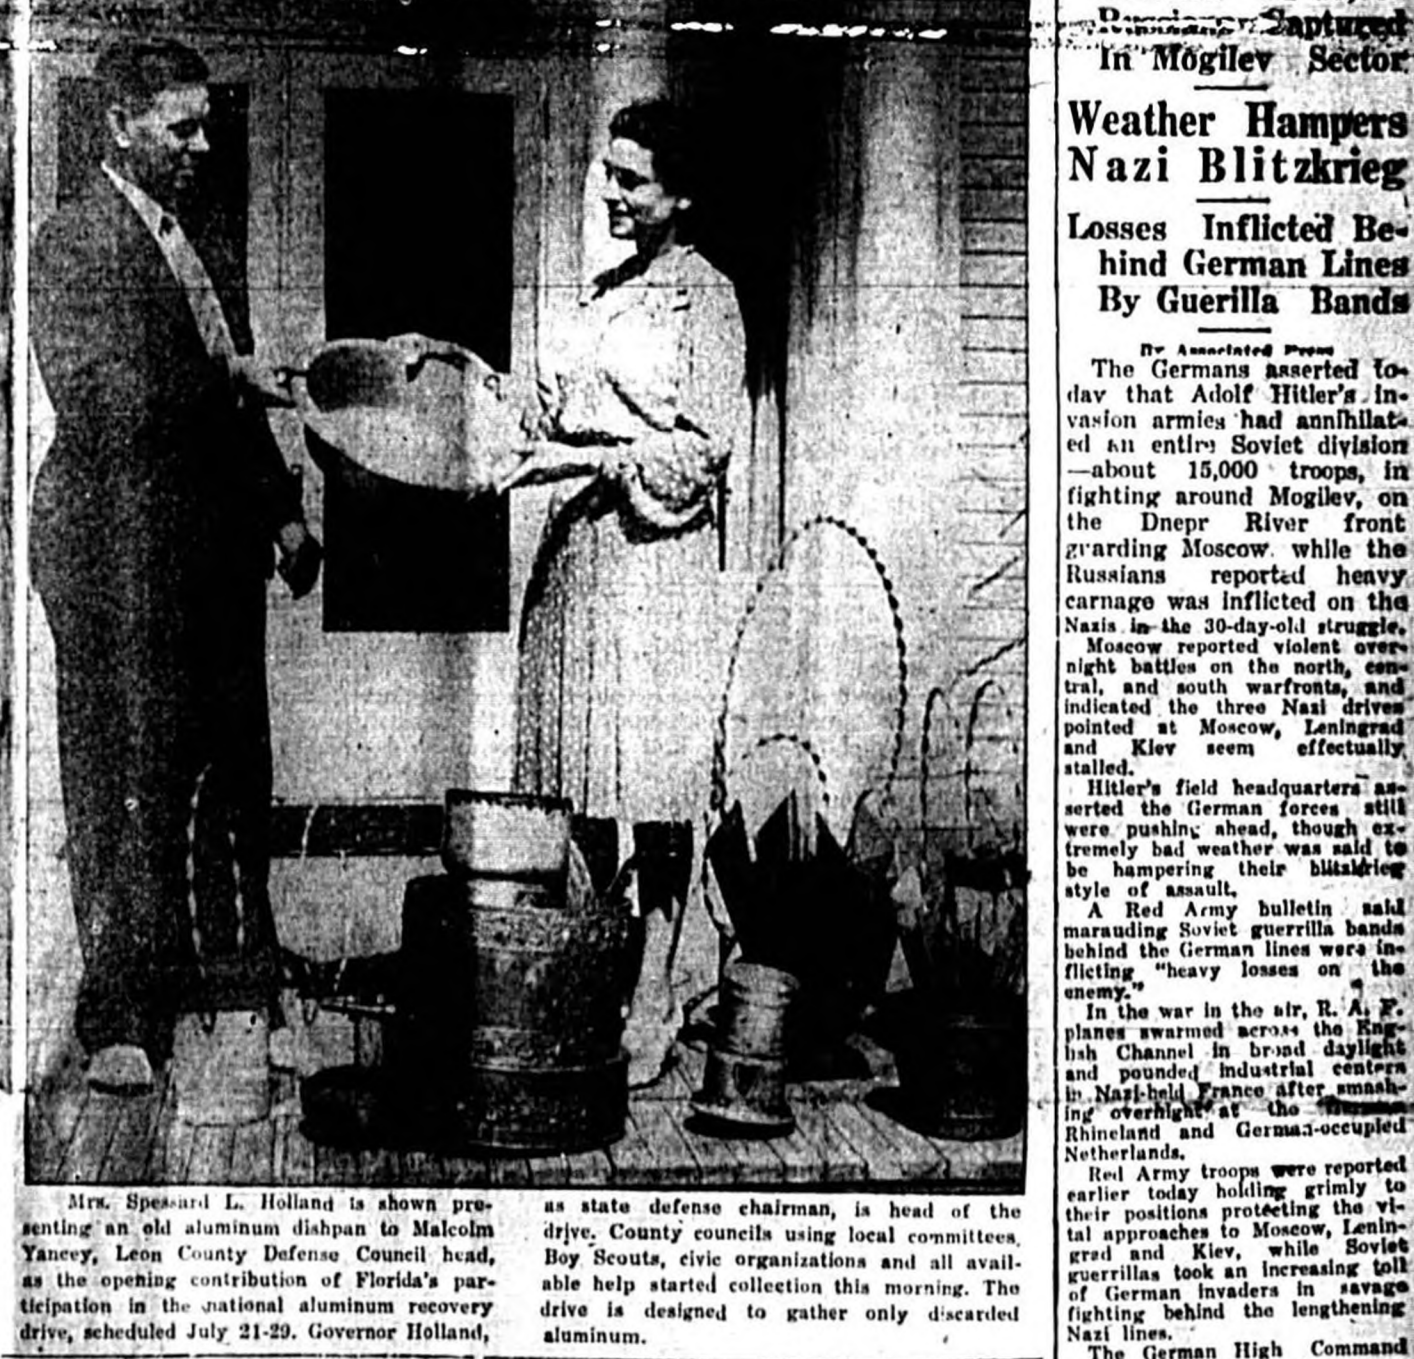 Mrs. Spessard L. Holland is shown pre-
senting an old aluminum dishpan to Malcolm
Yancey, Leon County Defense Council head,
as the opening contribution of Florida's par-
ticipation in the national aluminum recovery
drive, scheduled July 21-29. Governor Holland,
as state defense chairman, is head of the
drive. County councils using local committees,
Boy Scouts, civic organizations and all avail-
able help started collection this morning. The
drive is designed to gather only discarded
aluminum.
Captured
In Mogilev Sector
Weather Hampers
Nazi Blitzkrieg
Losses Inflicted Be-
hind German Lines
By Guerilla Bands
By Associated Press
The Germans asserted to-
day that Adolf Hitler's in-
vasion armies had annihilat-
ed an entire Soviet division
—about 15,000 troops, in
fighting around Mogilev, on
the Dnepr River front
guarding Moscow, while the
Russians reported heavy
carnage was inflicted on the
Nazis in the 30-day-old struggle.
Moscow reported violent over-
night battles on the north, cen-
tral, and south warfronts, and
indicated the three Nazi drives
pointed at Moscow, Leningrad
and Kiev seem effectually
stalled.
Hitler's field headquarters as-
serted the German forces still
were pushing ahead, though ex-
tremely bad weather was said to
be hampering their blitzkrieg
style of assault.
A Red Army bulletin said
marauding Soviet guerrilla bands
behind the German lines were in-
flicting "heavy losses on the
enemy."
In the war in the air, R. A. F.
planes swarmed across the Eng-
lish Channel in broad daylight
and pounded industrial centers
in Nazi-held France after smash-
ing overnight at the
Rhineland and German-occupied
Netherlands.
Red Army troops were reported
earlier today holding grimly to
their positions protecting the vi-
tal approaches to Moscow, Lenin-
grad and Kiev, while Soviet
guerrillas took an increasing toll
of German invaders in savage
fighting behind the lengthening
Nazi lines.
The German High Command